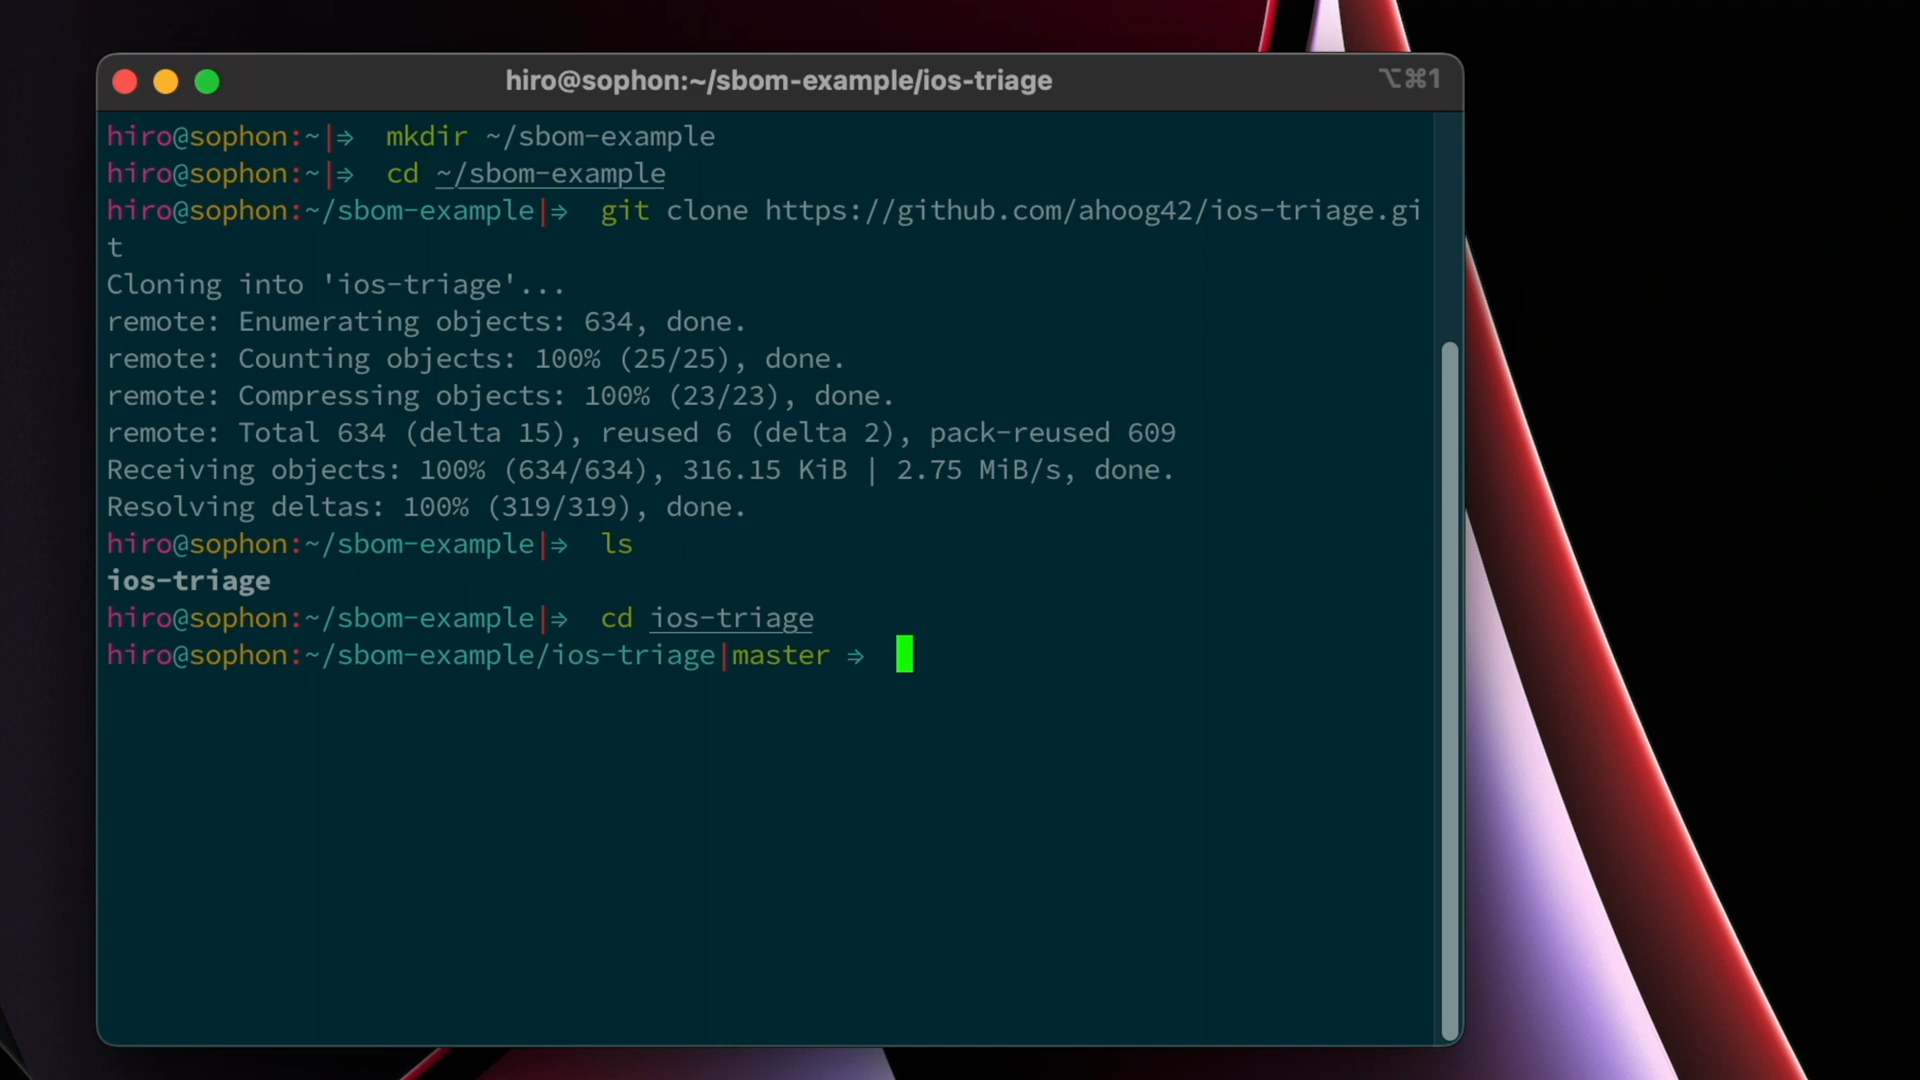 hiro@sophon:~/sbom-example/ios-triage
⌥⌘1
hiro@sophon:~|⇒ mkdir ~/sbom-example
hiro@sophon:~|⇒ cd ~/sbom-example
hiro@sophon:~/sbom-example|⇒ git clone https://github.com/ahoog42/ios-triage.gi
t
Cloning into 'ios-triage'...
remote: Enumerating objects: 634, done.
remote: Counting objects: 100% (25/25), done.
remote: Compressing objects: 100% (23/23), done.
remote: Total 634 (delta 15), reused 6 (delta 2), pack-reused 609
Receiving objects: 100% (634/634), 316.15 KiB | 2.75 MiB/s, done.
Resolving deltas: 100% (319/319), done.
hiro@sophon:~/sbom-example|⇒ ls
ios-triage
hiro@sophon:~/sbom-example|⇒ cd ios-triage
hiro@sophon:~/sbom-example/ios-triage|master ⇒